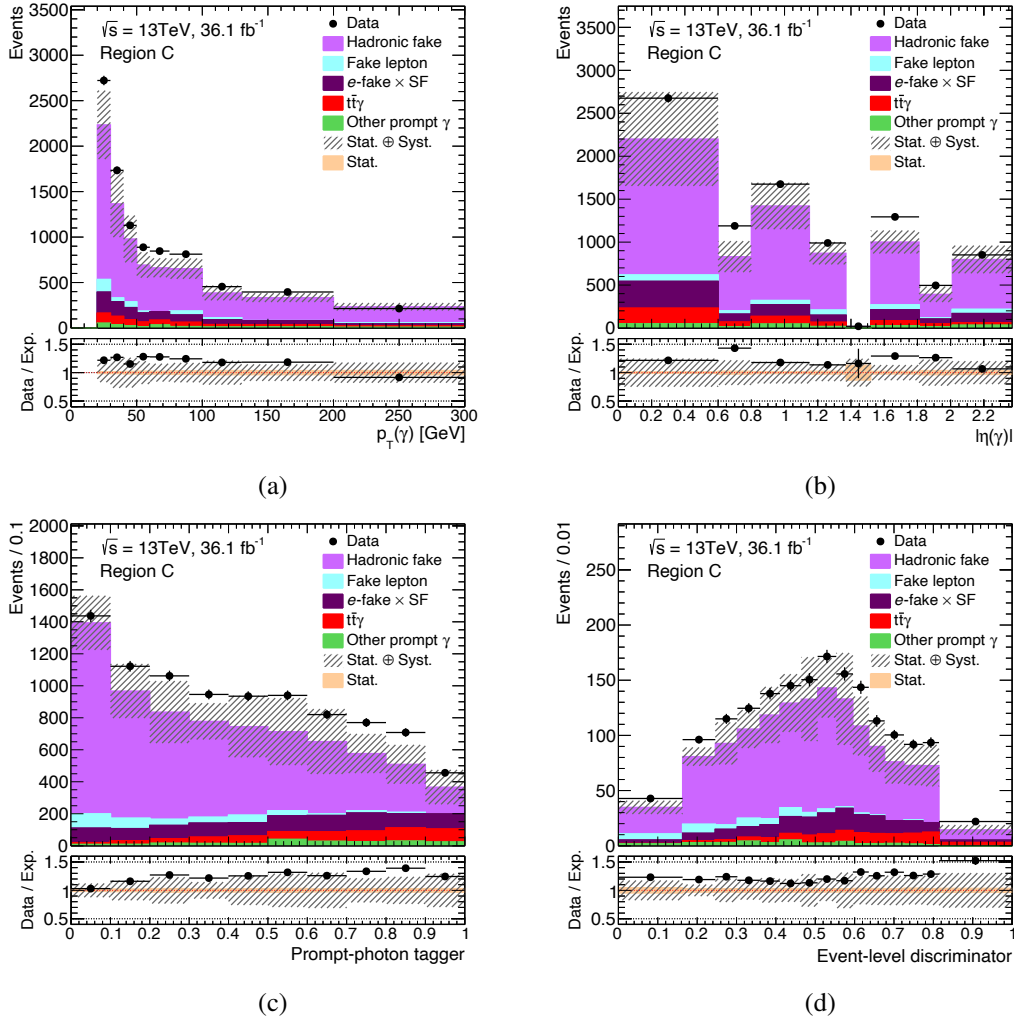 Events
3500
3000
2500
2000
1500
1000
500
0
√s = 13TeV, 36.1 fb⁻¹
Region C
Data
Hadronic fake
Fake lepton
e-fake × SF
tt̄γ
Other prompt γ
Stat. ⊕ Syst.
Stat.
Data / Exp.
1.5
1
0.5
0 50 100 150 200 250 300
p_T(γ) [GeV]
(a)
Events
3500
3000
2500
2000
1500
1000
500
0
√s = 13TeV, 36.1 fb⁻¹
Region C
Data
Hadronic fake
Fake lepton
e-fake × SF
tt̄γ
Other prompt γ
Stat. ⊕ Syst.
Stat.
Data / Exp.
1.5
1
0.5
0 0.2 0.4 0.6 0.8 1 1.2 1.4 1.6 1.8 2 2.2
|η(γ)|
(b)
Events / 0.1
2000
1800
1600
1400
1200
1000
800
600
400
200
0
√s = 13TeV, 36.1 fb⁻¹
Region C
Data
Hadronic fake
Fake lepton
e-fake × SF
tt̄γ
Other prompt γ
Stat. ⊕ Syst.
Stat.
Data / Exp.
1.5
1
0.5
0 0.1 0.2 0.3 0.4 0.5 0.6 0.7 0.8 0.9 1
Prompt-photon tagger
(c)
Events / 0.01
250
200
150
100
50
0
√s = 13TeV, 36.1 fb⁻¹
Region C
Data
Hadronic fake
Fake lepton
e-fake × SF
tt̄γ
Other prompt γ
Stat. ⊕ Syst.
Stat.
Data / Exp.
1.5
1
0.5
0 0.1 0.2 0.3 0.4 0.5 0.6 0.7 0.8 0.9 1
Event-level discriminator
(d)